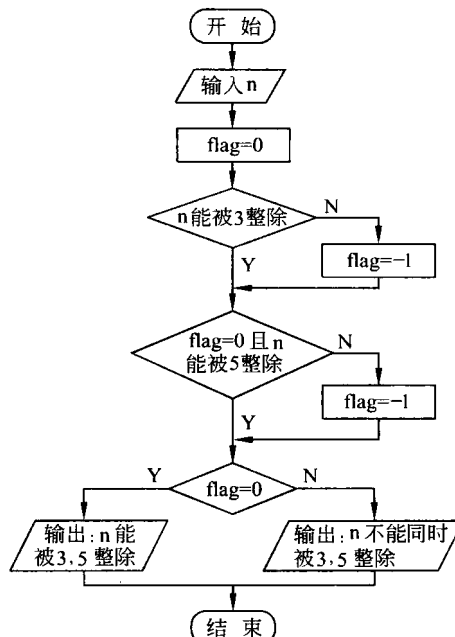 开始
输入n
flag=0
n能被3整除
N
Y
flag=-1
flag=0且n
能被5整除
N
Y
flag=-1
Y
flag=0
N
输出:n能
被3,5整除
输出:n不能同时
被3,5整除
结束